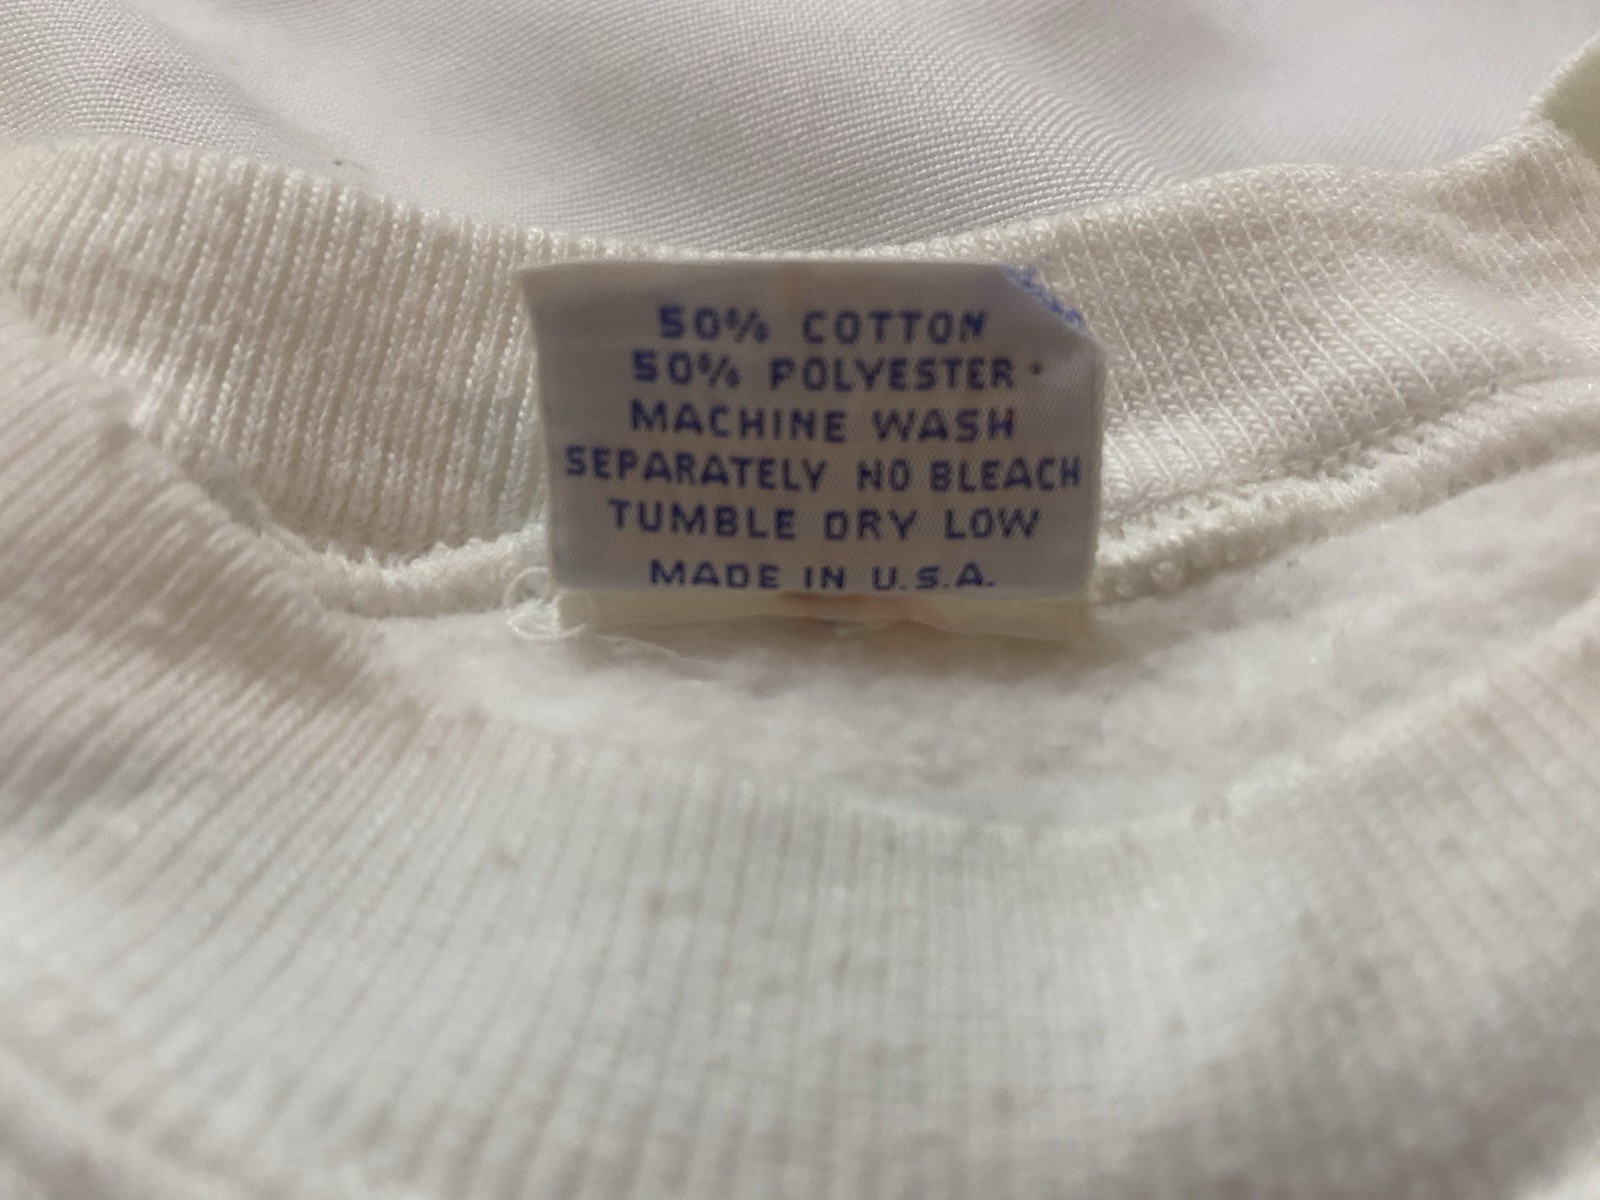 50% COTTON
50% POLYESTER
MACHINE WASH
SEPARATELY NO BLEACH
TUMBLE DRY LOW
MADE IN U.S.A.